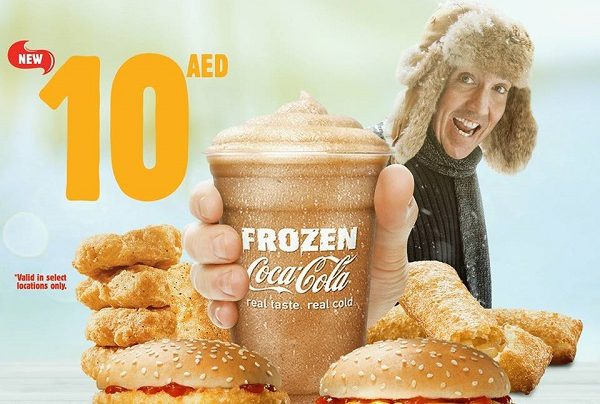 NEW
10 AED
*Valid in select
locations only.
FROZEN
Coca-Cola
real taste. real cold.